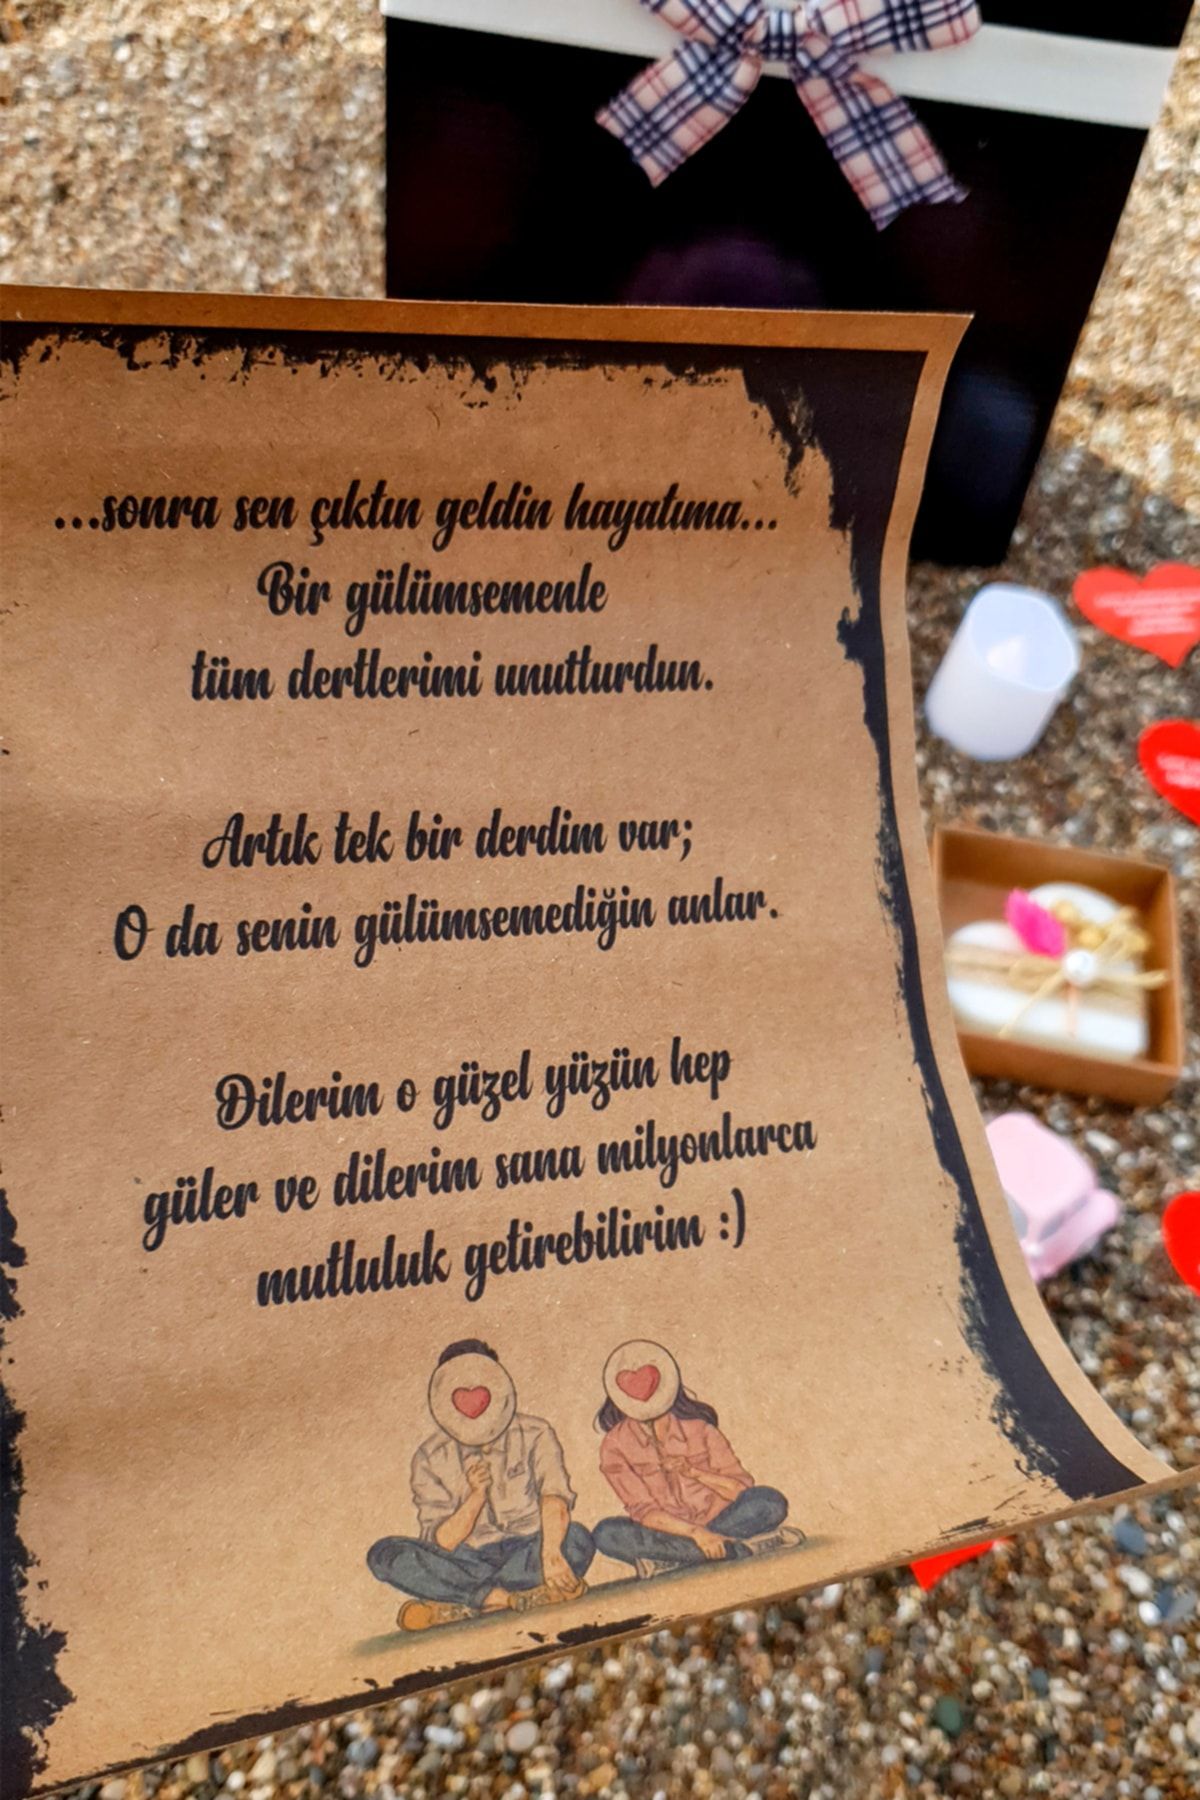 ...sonra sen çıktın geldin hayatıma...
Bir gülümsemenle
tüm dertlerimi unutturdun.
Artık tek bir derdim var;
O da senin gülümsemediğin anlar.
Dilerim o güzel yüzün hep
güler ve dilerim sana milyonlarca
mutluluk getirebilirim :)